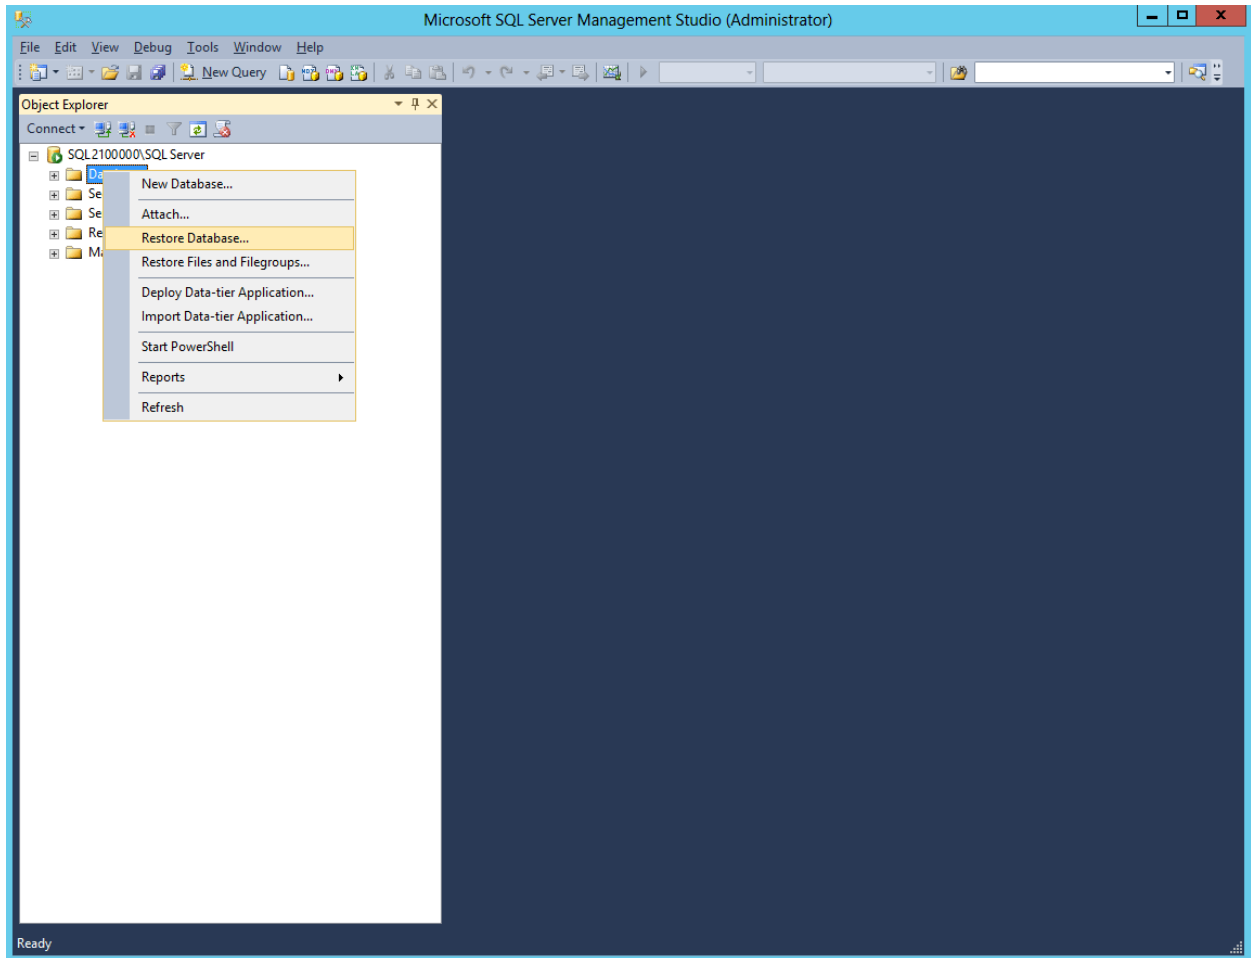 Microsoft SQL Server Management Studio (Administrator)
File Edit View Debug Tools Window Help
New Query
Object Explorer
Connect
SQL2100000\SQL Server
New Database...
Attach...
Restore Database...
Restore Files and Filegroups...
Deploy Data-tier Application...
Import Data-tier Application...
Start PowerShell
Reports
Refresh
Ready